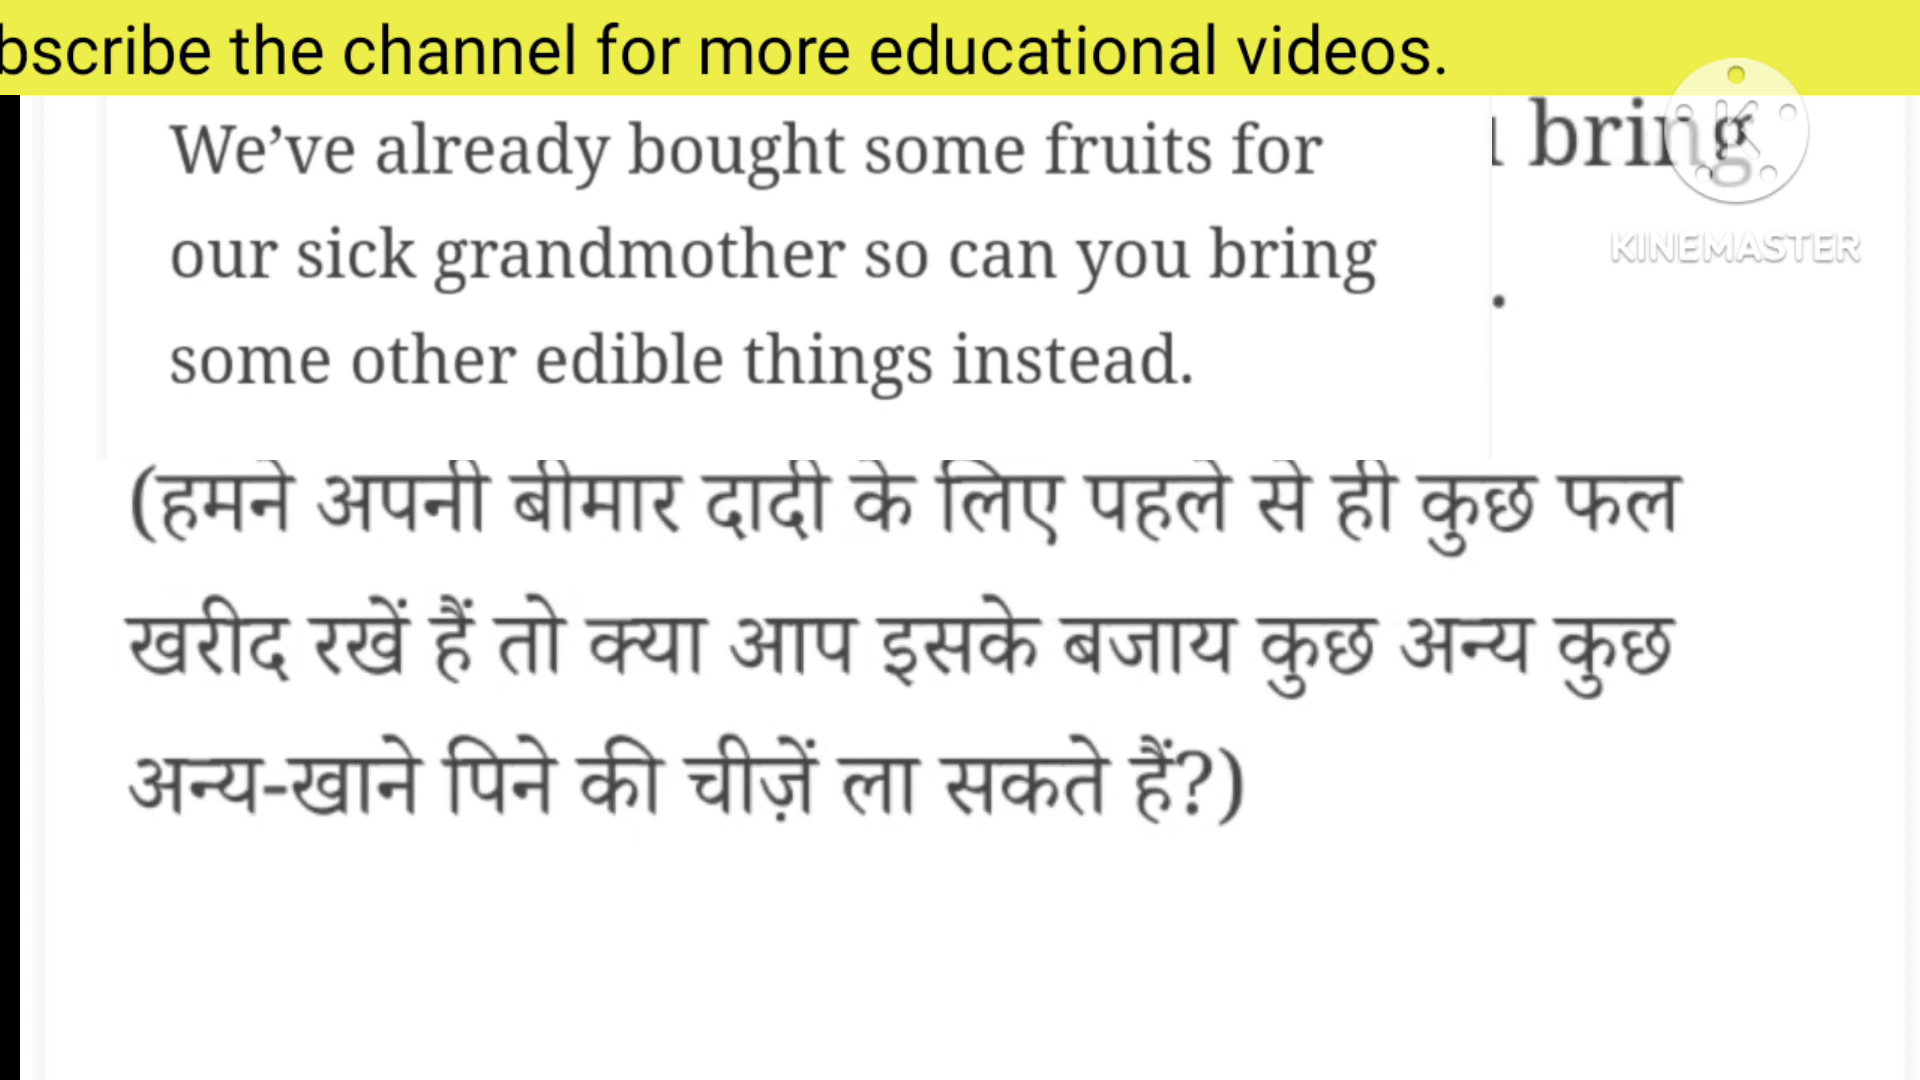 bscribe the channel for more educational videos.
We’ve already bought some fruits for
bring
our sick grandmother so can you bring
KINEMASTER
some other edible things instead.
(हमने अपनी बीमार दादी के लिए पहले से ही कुछ फल
खरीद रखें हैं तो क्या आप इसके बजाय कुछ अन्य कुछ
अन्य-खाने पिने की चीज़ें ला सकते हैं?)